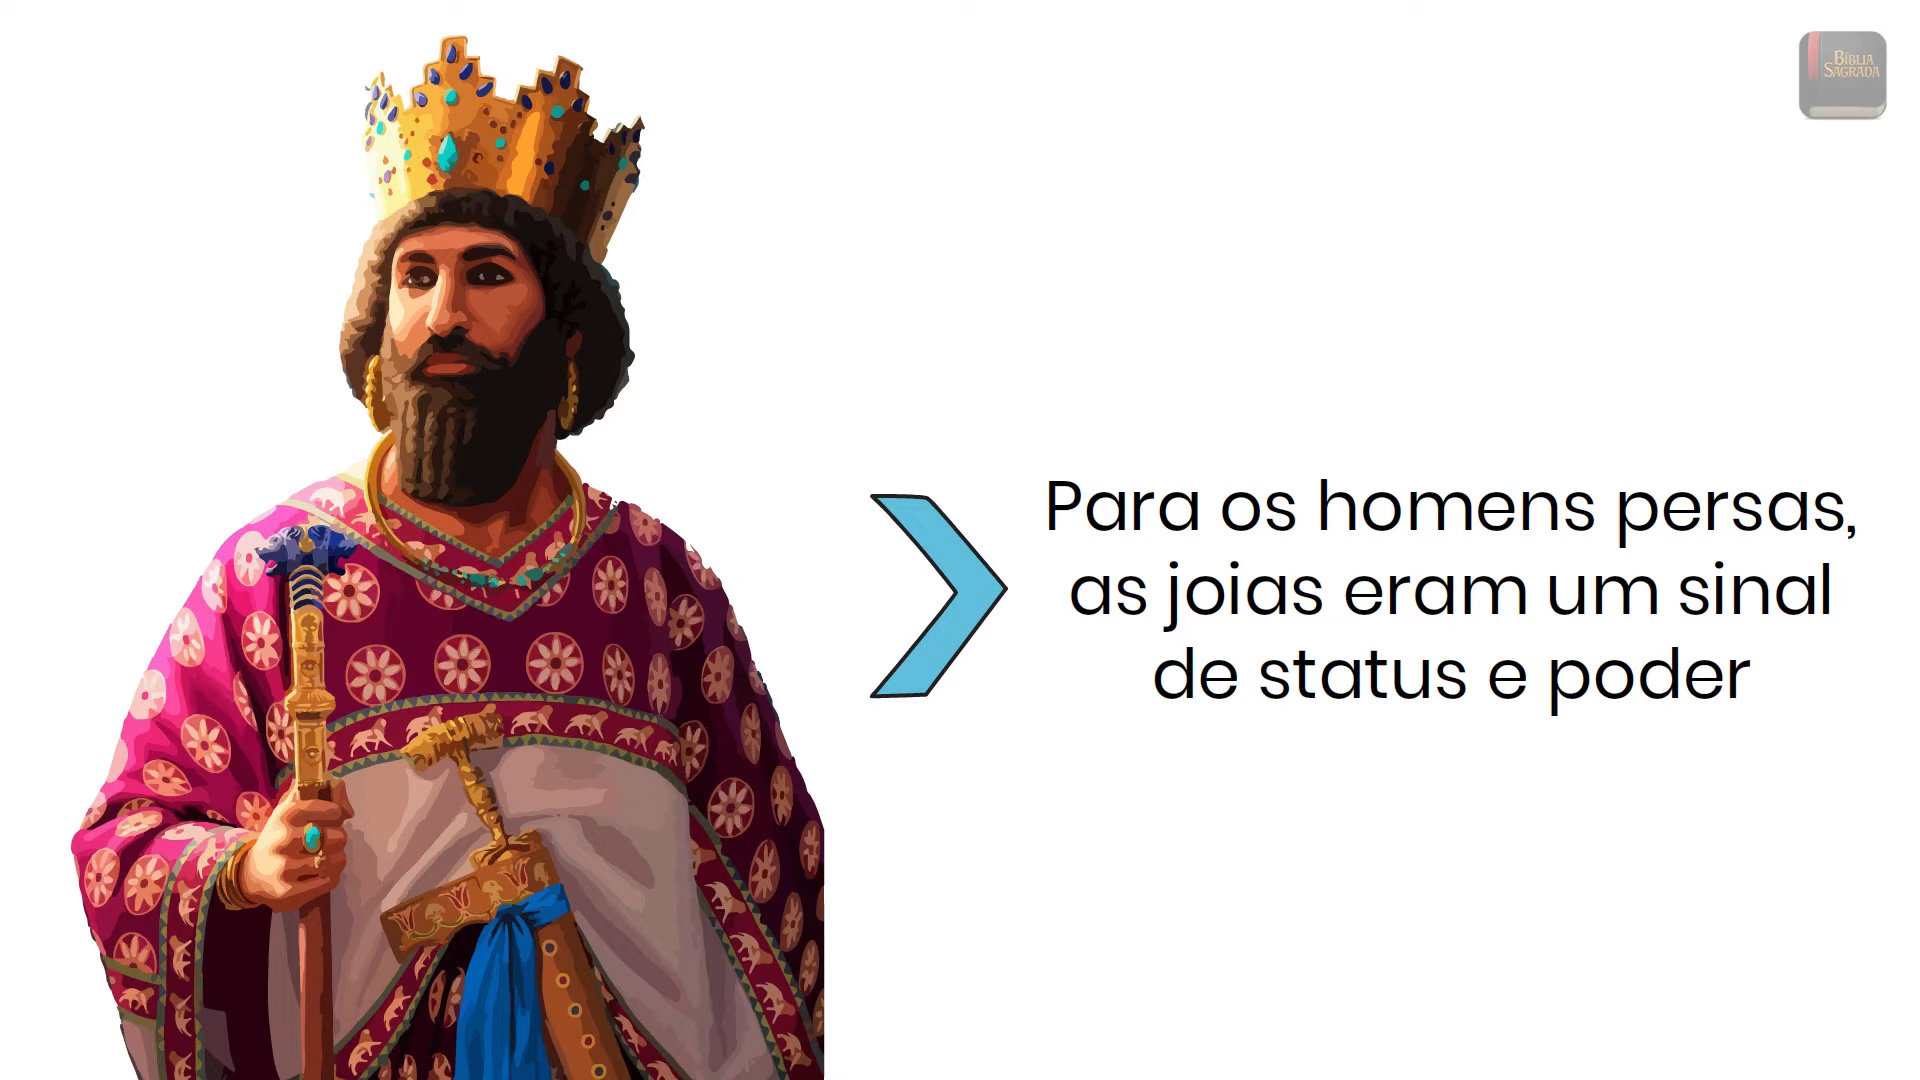 BÍBLIA
SAGRADA
Para os homens persas,
as joias eram um sinal
de status e poder